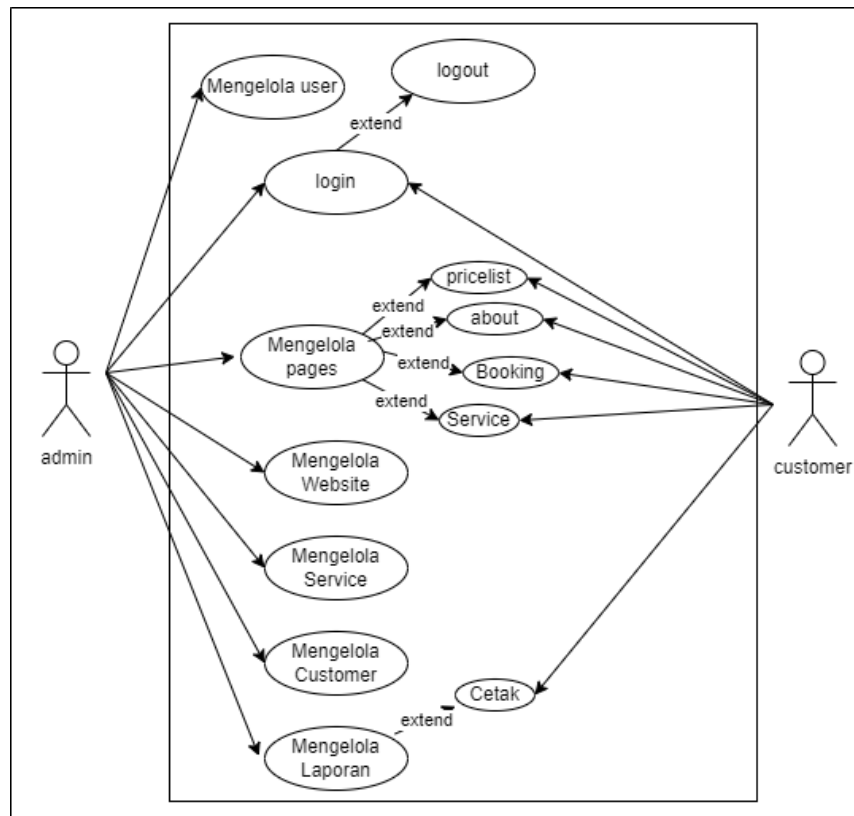 Mengelola user
logout
extend
login
pricelist
extend
about
extend
Mengelola
pages
extend
Booking
extend
Service
admin
customer
Mengelola
Website
Mengelola
Service
Mengelola
Customer
Cetak
extend
Mengelola
Laporan